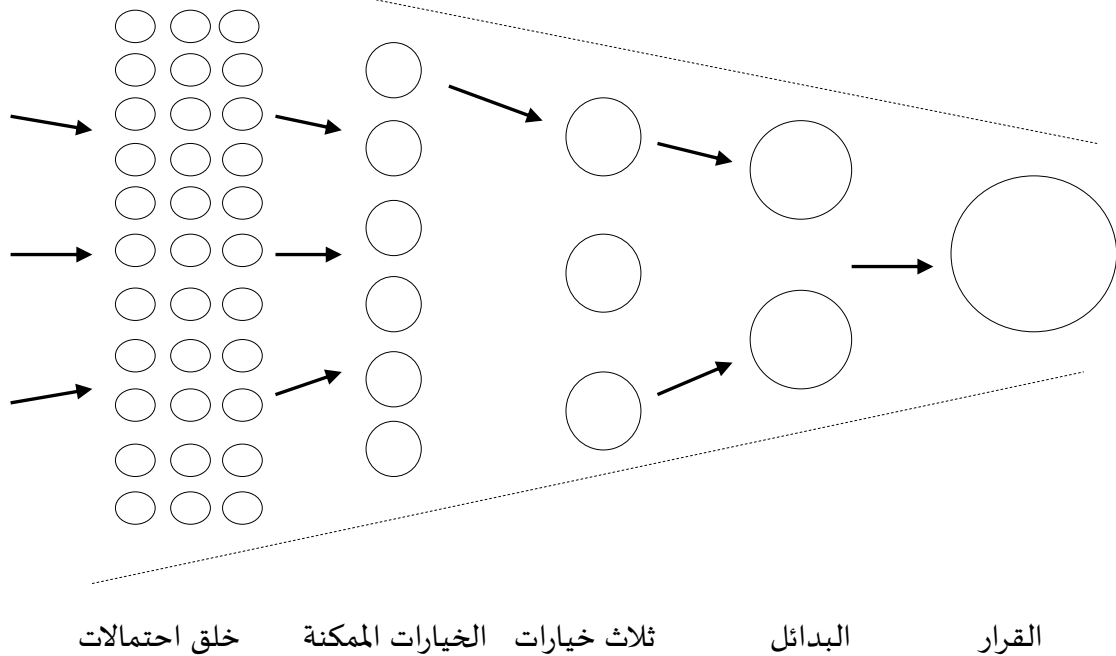 خلق احتمالات
الخيارات الممكنة
ثلاث خيارات
البدائل
القرار